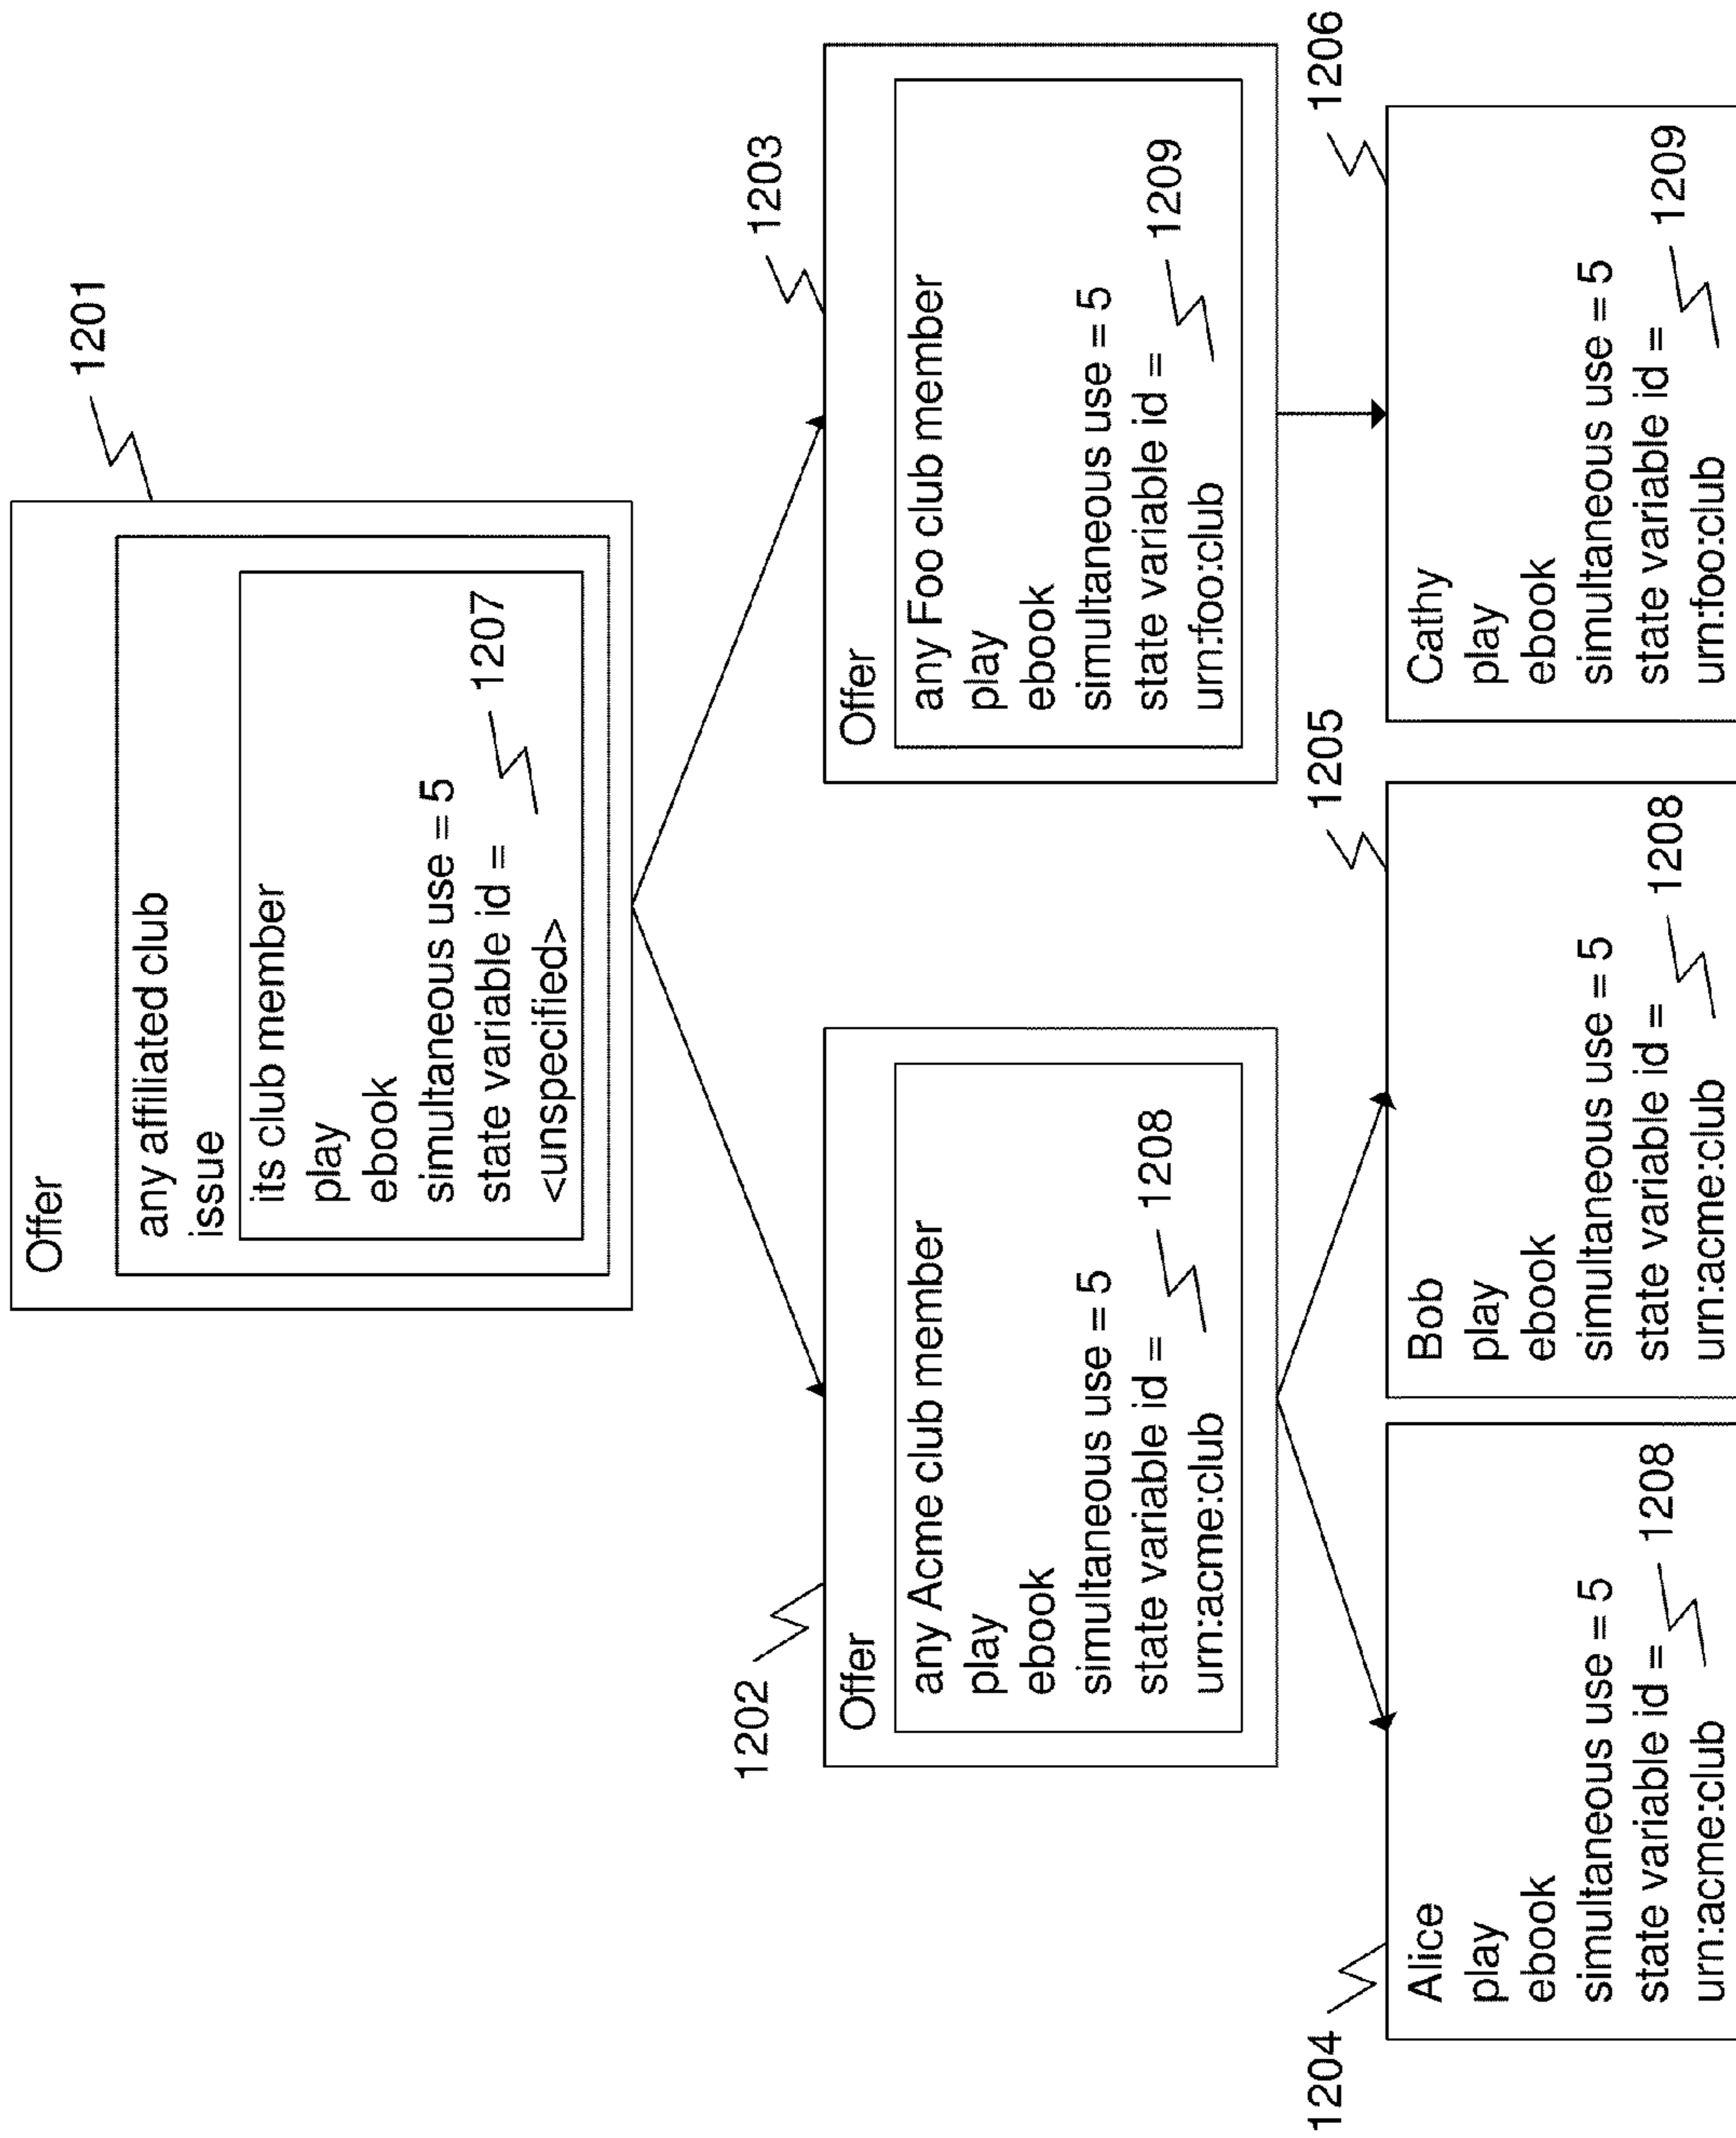 1201
Offer
any affiliated club
issue
its club member
play
ebook
simultaneous use = 5
state variable id =
1207
<unspecified>
1202
Offer
any Acme club member
play
ebook
simultaneous use = 5
state variable id =
1208
urn:acme:club
1203
Offer
any Foo club member
play
ebook
simultaneous use = 5
state variable id =
1209
urn:foo:club
1204
Alice
play
ebook
simultaneous use = 5
state variable id =
1208
urn:acme:club
1205
Bob
play
ebook
simultaneous use = 5
state variable id =
1208
urn:acme:club
1206
Cathy
play
ebook
simultaneous use = 5
state variable id =
1209
urn:foo:club